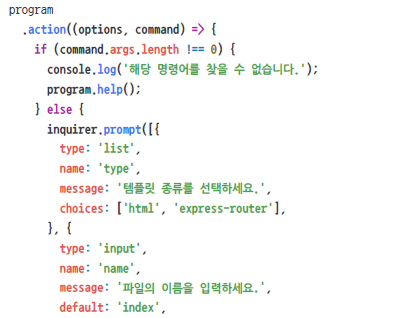 program
  .action((options, command) => {
    if (command.args.length !== 0) {
      console.log('해당 명령어를 찾을 수 없습니다.');
      program.help();
    } else {
      inquirer.prompt([{
        type: 'list',
        name: 'type',
        message: '템플릿 종류를 선택하세요.',
        choices: ['html', 'express-router'],
      }, {
        type: 'input',
        name: 'name',
        message: '파일의 이름을 입력하세요.',
        default: 'index',